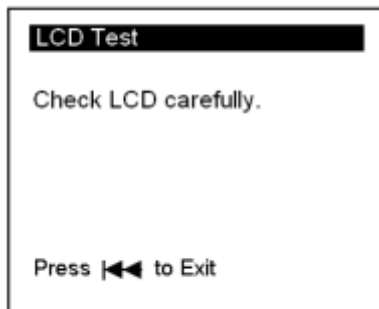 LCD Test
Check LCD carefully.
Press |◀◀ to Exit